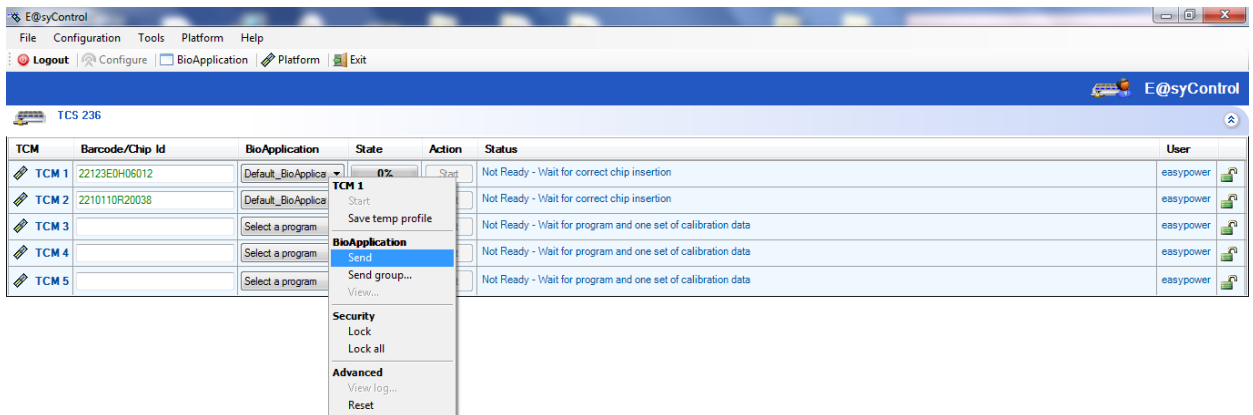 E@syControl
File Configuration Tools Platform Help
Logout Configure BioApplication Platform Exit
E@syControl
TCS 236
TCM Barcode/Chip Id BioApplication State Action Status User
TCM 1 22123E0H06012 Default_BioApplica 0% Start Not Ready - Wait for correct chip insertion easypower
TCM 2 2210110R20038 Default_BioApplica Not Ready - Wait for correct chip insertion easypower
TCM 3 Select a program Not Ready - Wait for program and one set of calibration data easypower
TCM 4 Select a program Not Ready - Wait for program and one set of calibration data easypower
TCM 5 Select a program Not Ready - Wait for program and one set of calibration data easypower
TCM 1
Start
Save temp profile
BioApplication
Send
Send group...
View...
Security
Lock
Lock all
Advanced
View log...
Reset